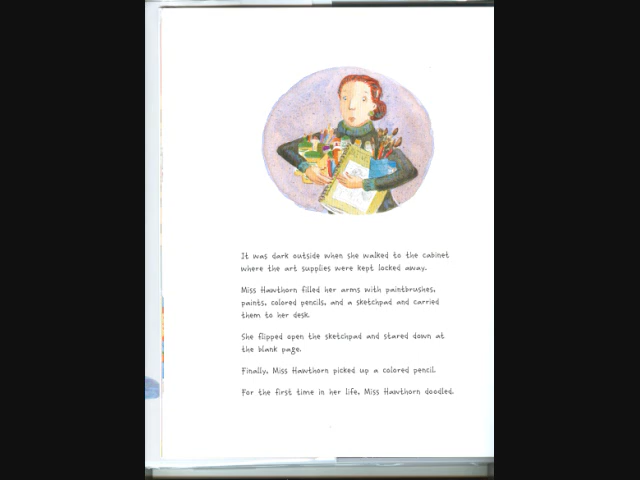 It was dark outside when she walked to the cabinet
where the art supplies were kept locked away.
Miss Hawthorn filled her arms with paintbrushes,
paints, colored pencils, and a sketchpad and carried
them to her desk.
She flipped open the sketchpad and stared down at
the blank page.
Finally, Miss Hawthorn picked up a colored pencil.
For the first time in her life, Miss Hawthorn doodled.